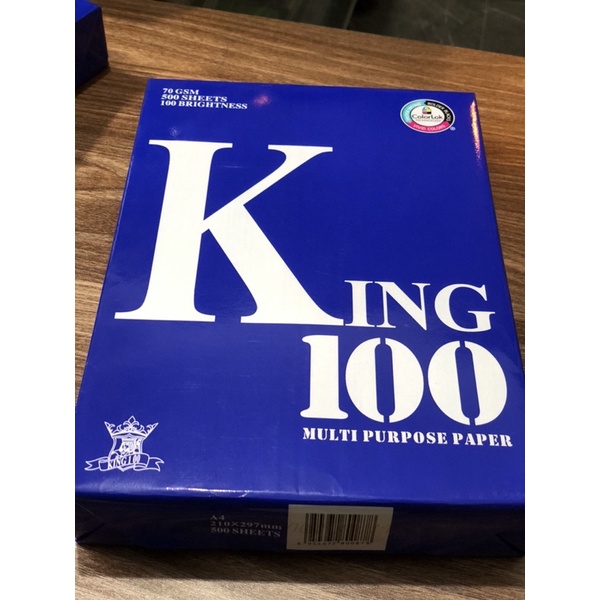 70 GSM
500 SHEETS
100 BRIGHTNESS
ColorLok
KING
100
MULTI PURPOSE PAPER
KING 100
A4
210×297mm
500 SHEETS